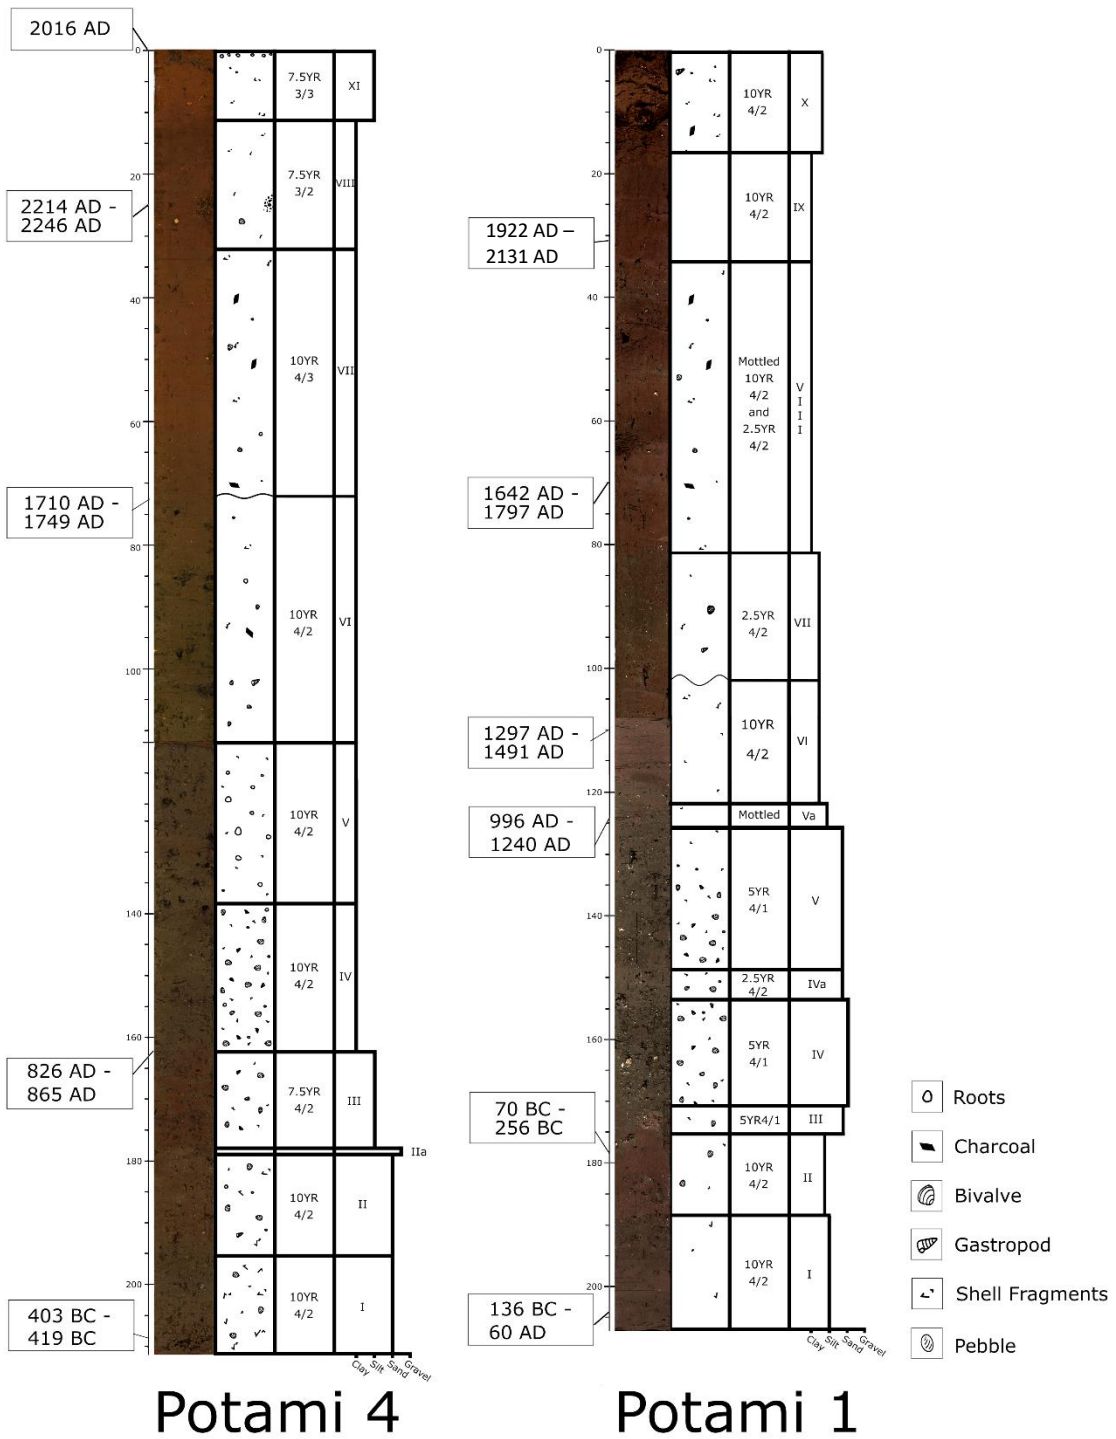 2016 AD
0
20
40
60
80
100
140
160
180
200
2214 AD -
2246 AD
1710 AD -
1749 AD
826 AD -
865 AD
403 BC -
419 BC
7.5YR
3/3
XI
7.5YR
3/2
VIII
10YR
4/3
VII
10YR
4/2
VI
10YR
4/2
V
10YR
4/2
IV
7.5YR
4/2
III
IIa
10YR
4/2
II
10YR
4/2
I
Clay
Silt
Sand
Gravel
Potami 4
0
20
40
60
80
100
120
140
160
180
200
1922 AD –
2131 AD
1642 AD -
1797 AD
1297 AD -
1491 AD
996 AD -
1240 AD
70 BC -
256 BC
136 BC -
60 AD
10YR
4/2
X
10YR
4/2
IX
Mottled
10YR
4/2
and
2.5YR
4/2
V
I
I
I
2.5YR
4/2
VII
10YR
4/2
VI
Mottled
Va
5YR
4/1
V
2.5YR
4/2
IVa
5YR
4/1
IV
5YR4/1
III
10YR
4/2
II
10YR
4/2
I
Clay
Silt
Sand
Gravel
Potami 1
Roots
Charcoal
Bivalve
Gastropod
Shell Fragments
Pebble